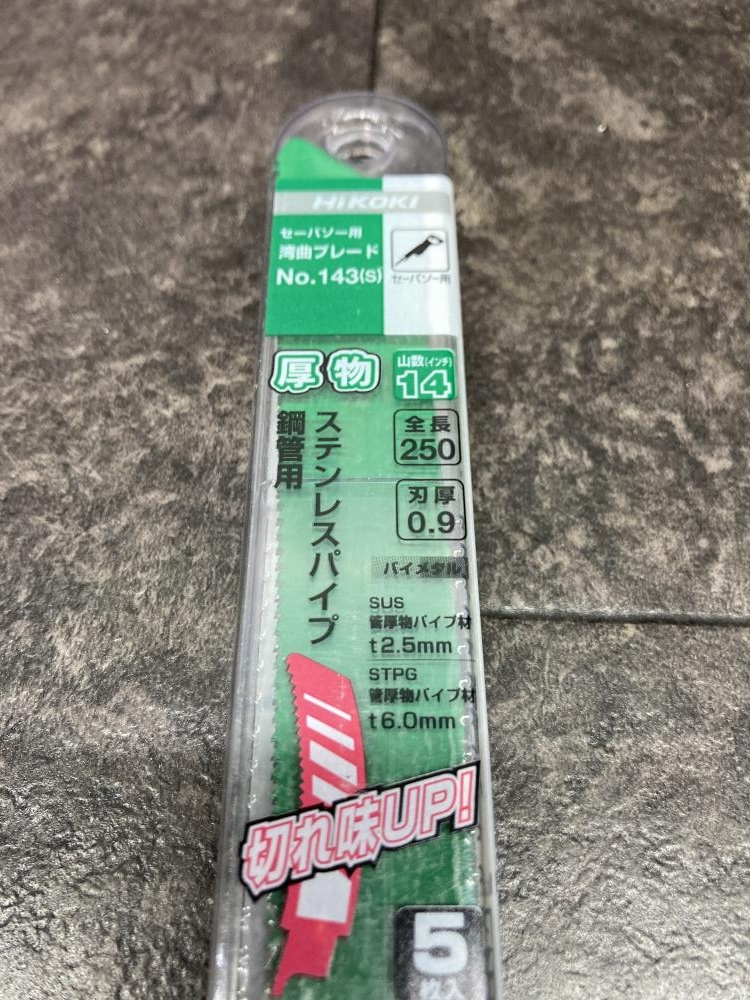 HiKOKI
セーバソー用
湾曲ブレード
No.143(S)
セーバソー用
厚物
山数(インチ)
14
ステンレスパイプ
鋼管用
全長
250
刃厚
0.9
バイメタル
SUS
管厚物パイプ材
t2.5mm
STPG
管厚物パイプ材
t6.0mm
切れ味UP!
5
枚入